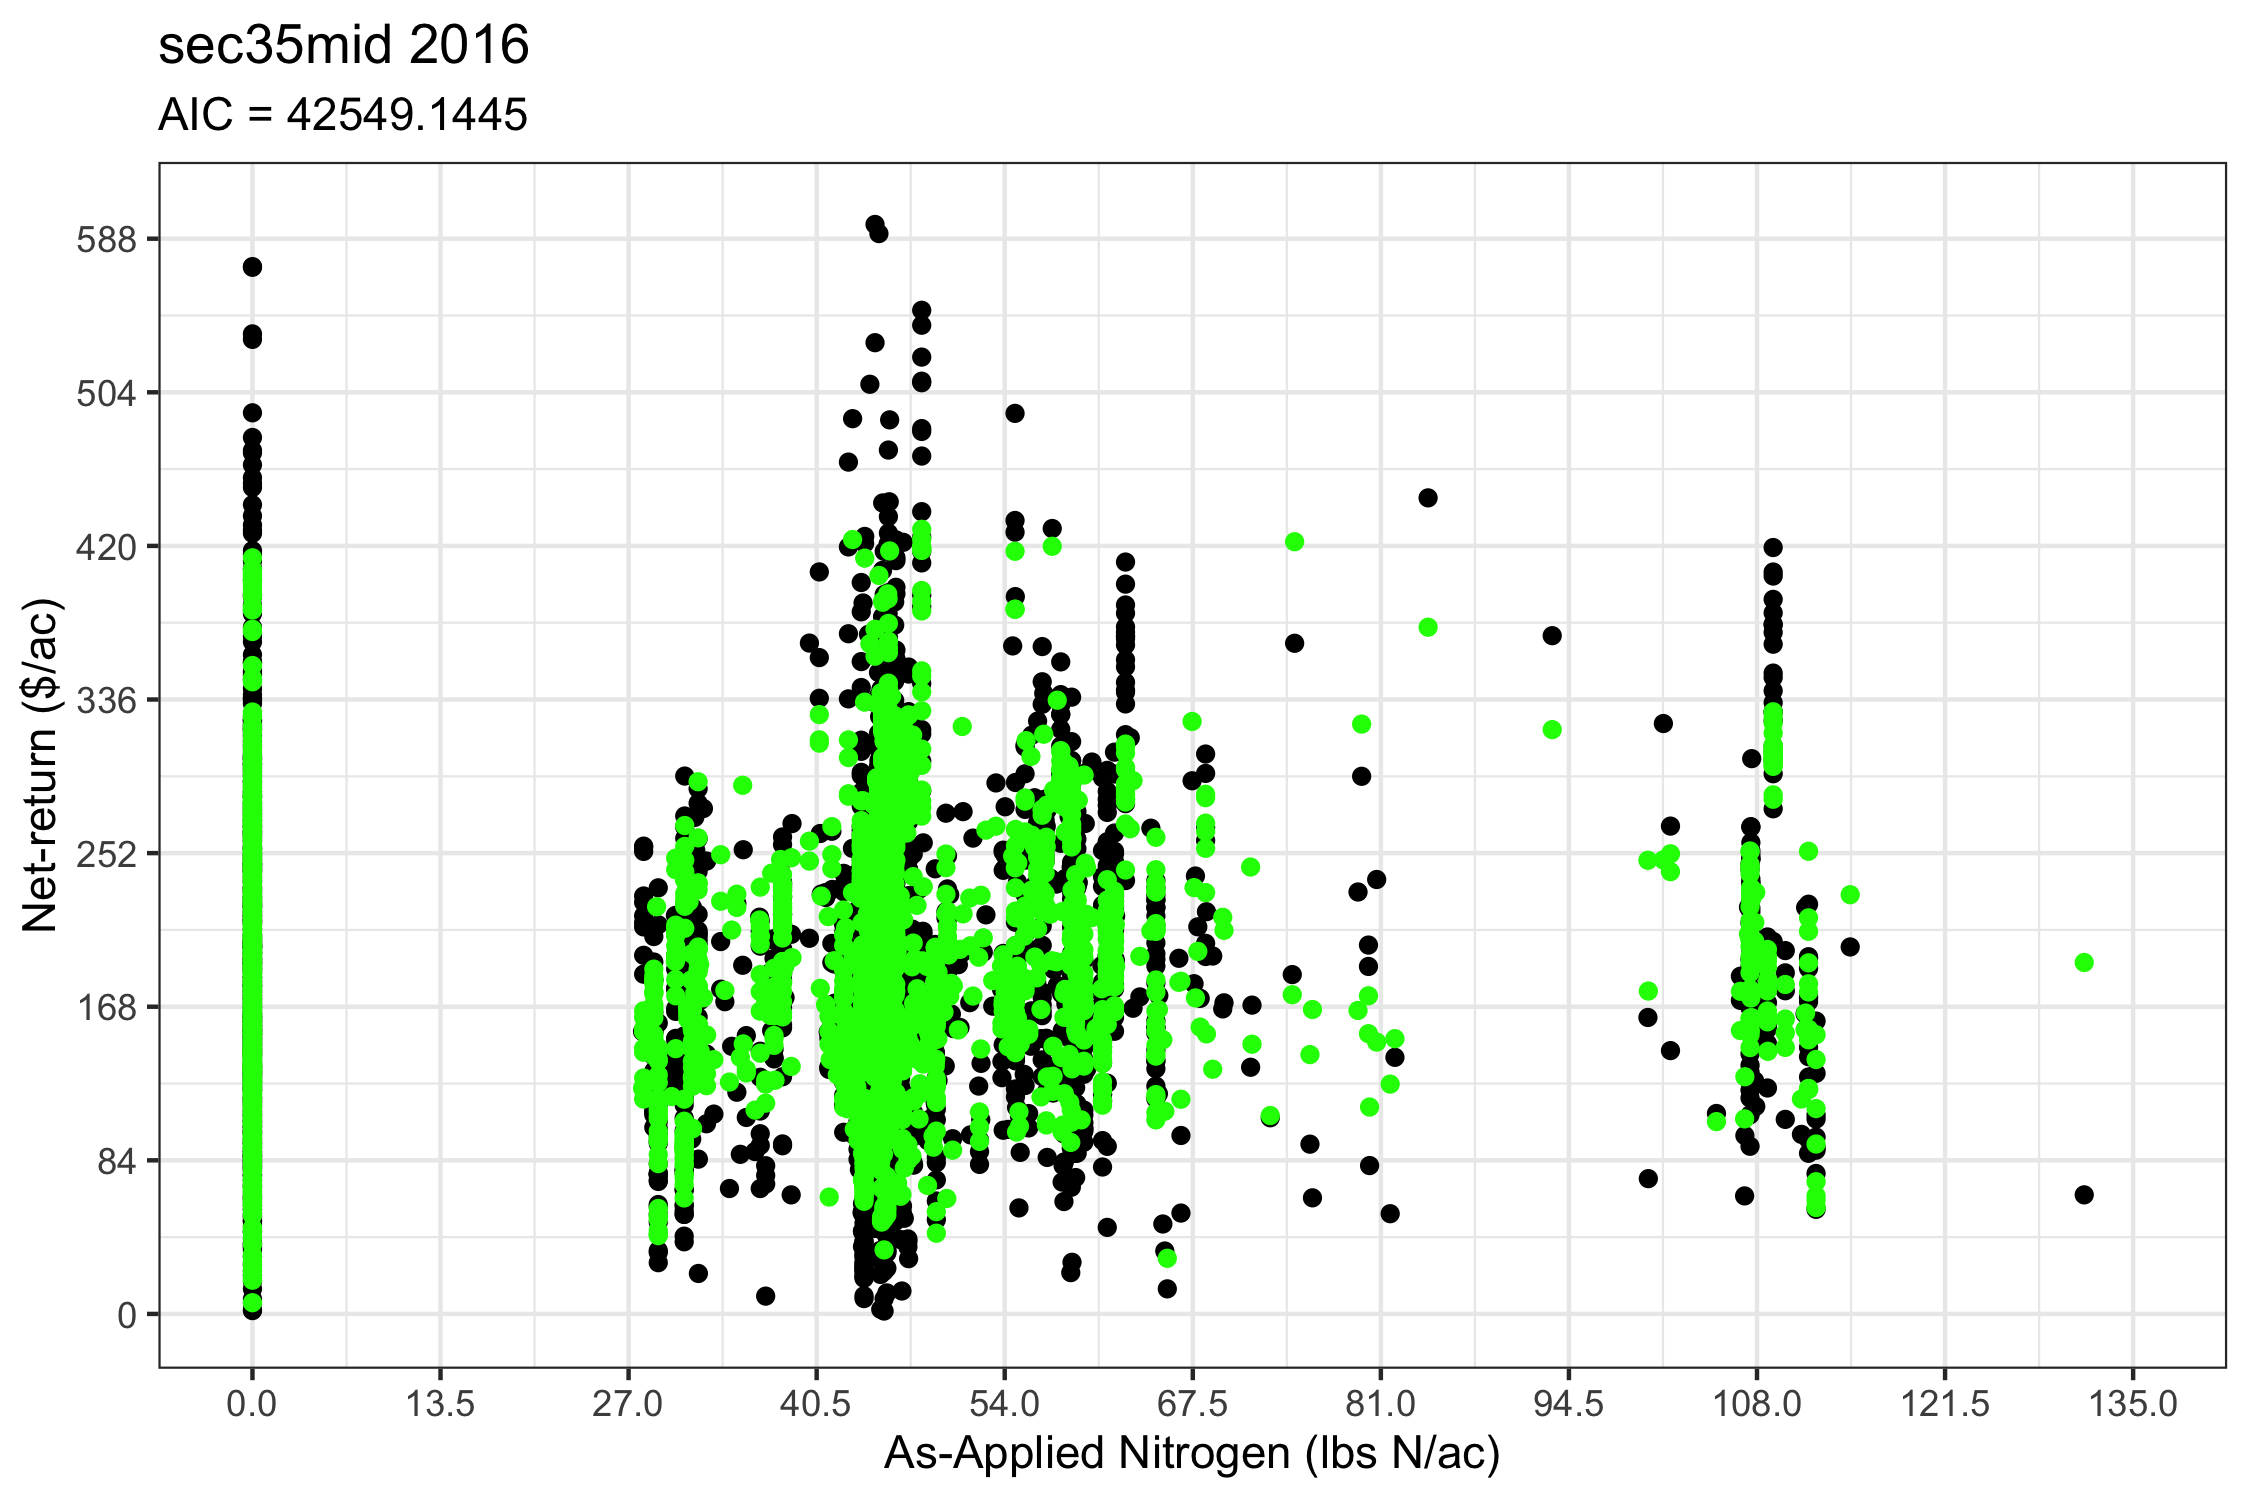 sec35mid 2016
AIC = 42549.1445
Net-return ($/ac)
588
504
420
336
252
168
84
0
0.0 13.5 27.0 40.5 54.0 67.5 81.0 94.5 108.0 121.5 135.0
As-Applied Nitrogen (lbs N/ac)